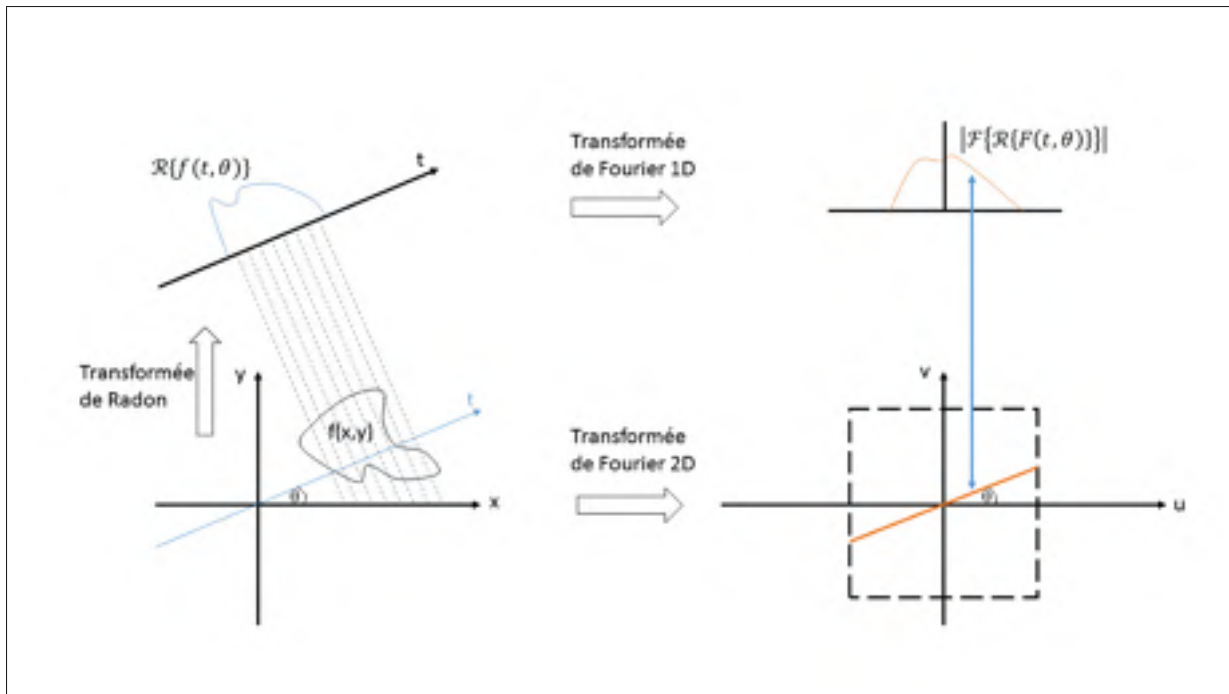 ℛ{f(t, θ)}
t
Transformée
de Fourier 1D
|ℱ{ℛ{F(t, θ)}}|
Transformée
de Radon
y
f(x,y)
t
θ
x
Transformée
de Fourier 2D
v
θ
u